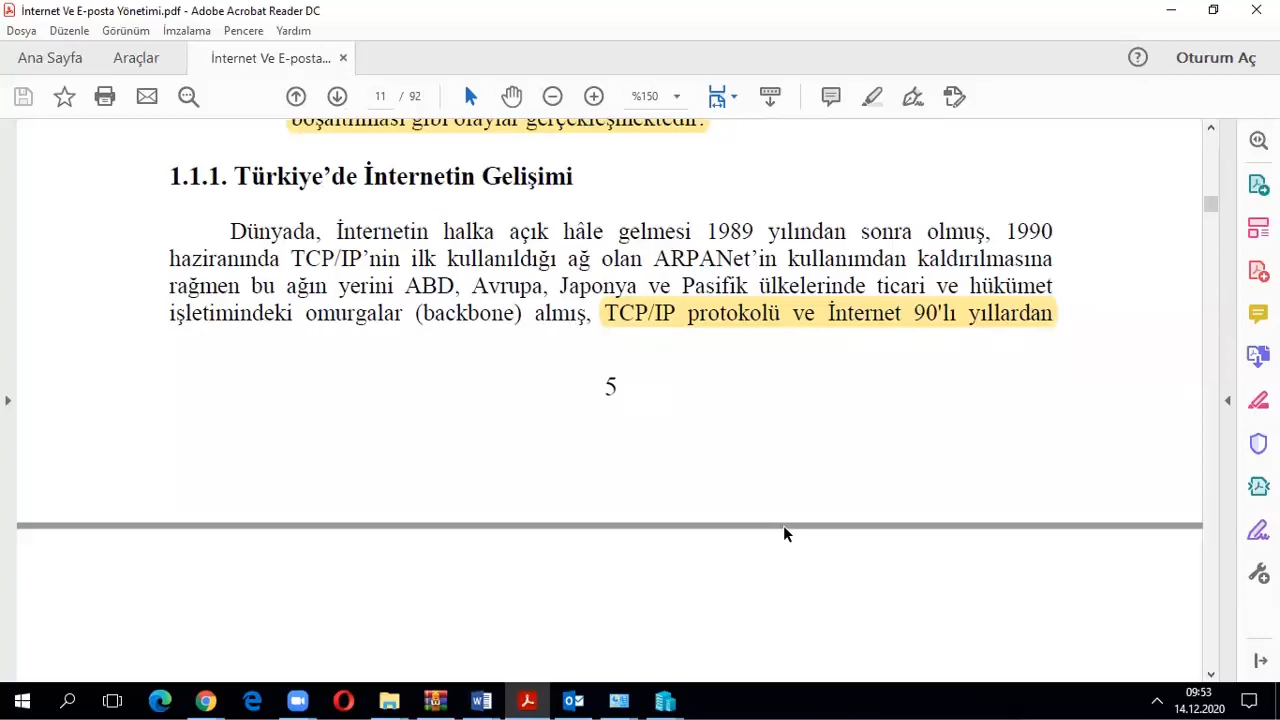 İnternet Ve E-posta Yönetimi.pdf - Adobe Acrobat Reader DC
Dosya Düzenle Görünüm İmzalama Pencere Yardım
Ana Sayfa Araçlar İnternet Ve E-posta... × Oturum Aç
11 / 92 %150
boşaltılması gibi olaylar gerçekleşmektedir.
1.1.1. Türkiye’de İnternetin Gelişimi
Dünyada, İnternetin halka açık hâle gelmesi 1989 yılından sonra olmuş, 1990
haziranında TCP/IP’nin ilk kullanıldığı ağ olan ARPANet’in kullanımdan kaldırılmasına
rağmen bu ağın yerini ABD, Avrupa, Japonya ve Pasifik ülkelerinde ticari ve hükümet
işletimindeki omurgalar (backbone) almış, TCP/IP protokolü ve İnternet 90'lı yıllardan
5
09:53
14.12.2020